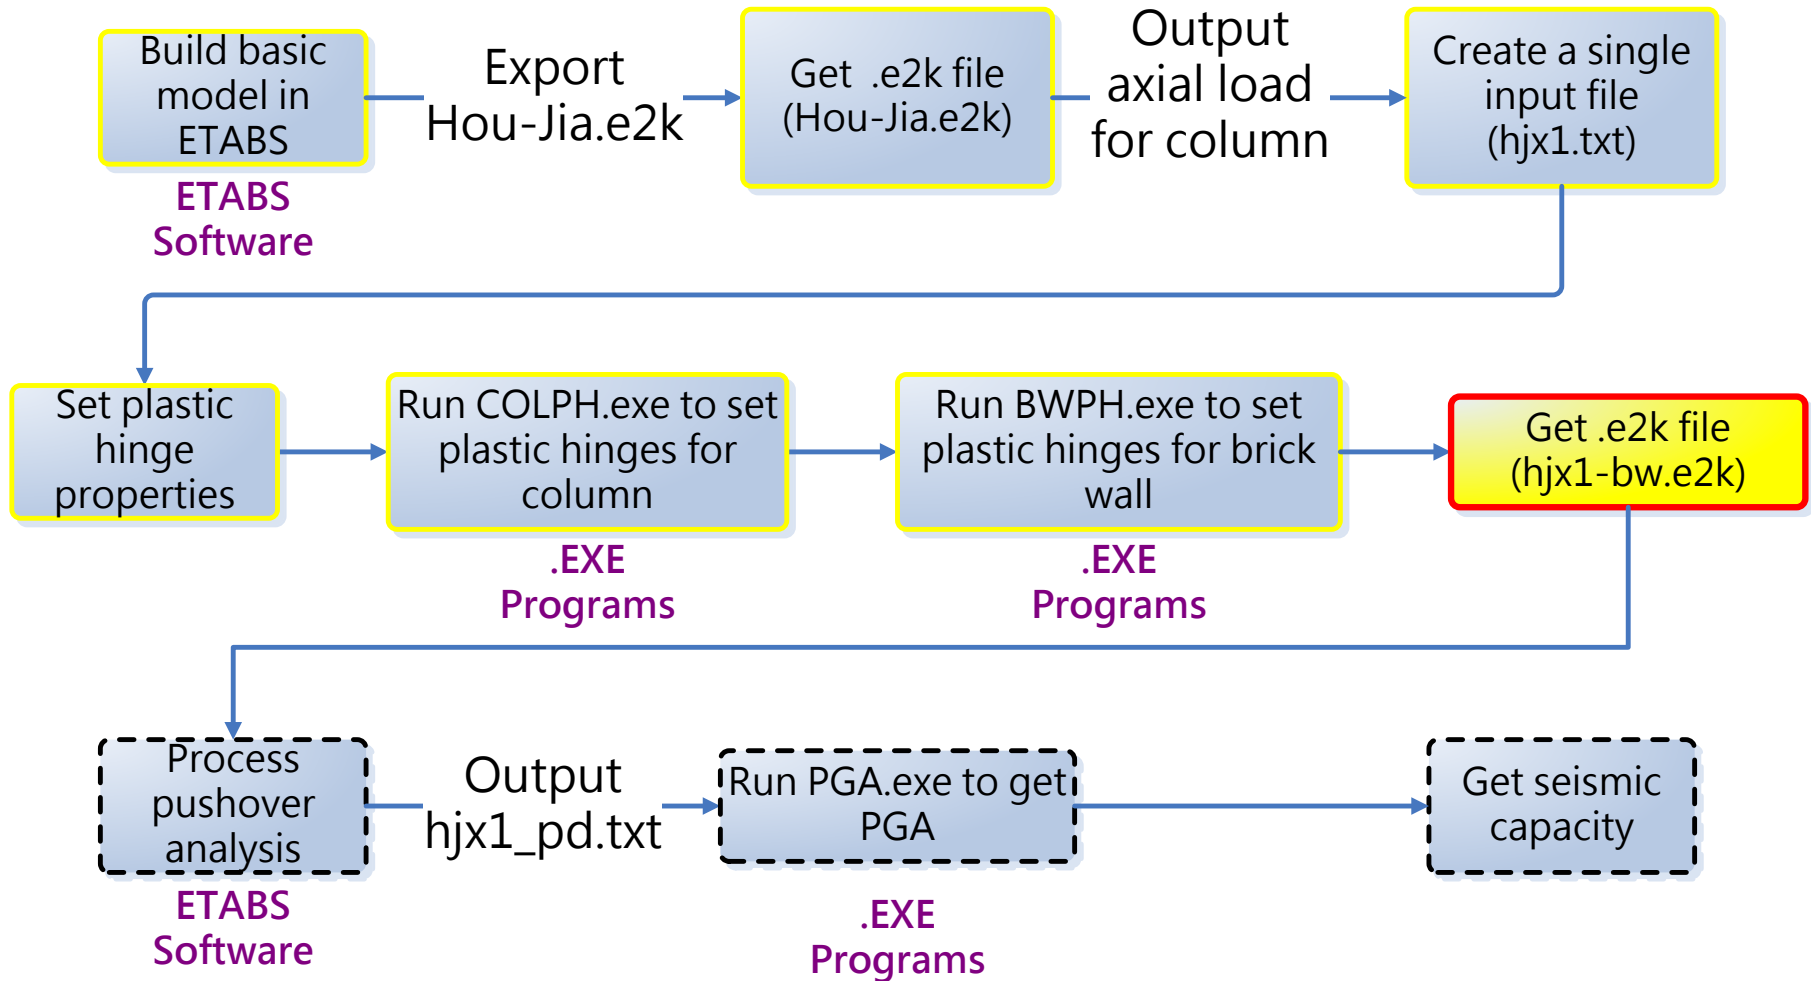 Build basic
model in
ETABS
ETABS
Software
Export
Hou-Jia.e2k
Get .e2k file
(Hou-Jia.e2k)
Output
axial load
for column
Create a single
input file
(hjx1.txt)
Set plastic
hinge
properties
Run COLPH.exe to set
plastic hinges for
column
.EXE
Programs
Run BWPH.exe to set
plastic hinges for brick
wall
.EXE
Programs
Get .e2k file
(hjx1-bw.e2k)
Process
pushover
analysis
ETABS
Software
Output
hjx1_pd.txt
Run PGA.exe to get
PGA
.EXE
Programs
Get seismic
capacity